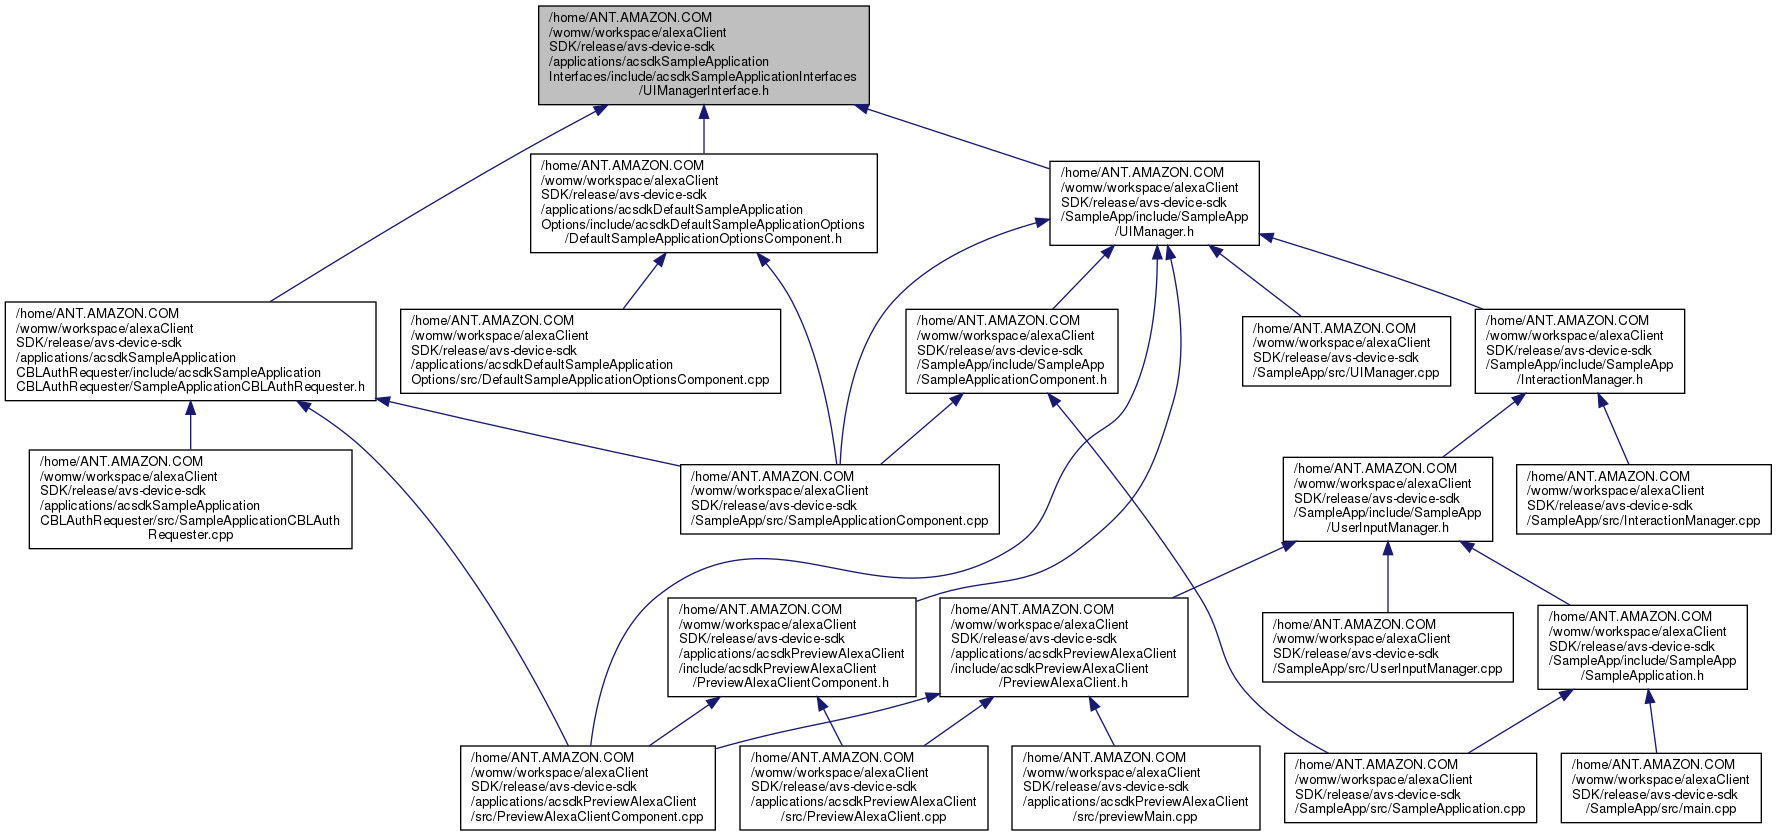 /home/ANT.AMAZON.COM
/womw/workspace/alexaClient
SDK/release/avs-device-sdk
/applications/acsdkSampleApplication
Interfaces/include/acsdkSampleApplicationInterfaces
/UIManagerInterface.h
/home/ANT.AMAZON.COM
/womw/workspace/alexaClient
SDK/release/avs-device-sdk
/applications/acsdkDefaultSampleApplication
Options/include/acsdkDefaultSampleApplicationOptions
/DefaultSampleApplicationOptionsComponent.h
/home/ANT.AMAZON.COM
/womw/workspace/alexaClient
SDK/release/avs-device-sdk
/SampleApp/include/SampleApp
/UIManager.h
/home/ANT.AMAZON.COM
/womw/workspace/alexaClient
SDK/release/avs-device-sdk
/applications/acsdkSampleApplication
CBLAuthRequester/include/acsdkSampleApplication
CBLAuthRequester/SampleApplicationCBLAuthRequester.h
/home/ANT.AMAZON.COM
/womw/workspace/alexaClient
SDK/release/avs-device-sdk
/applications/acsdkDefaultSampleApplication
Options/src/DefaultSampleApplicationOptionsComponent.cpp
/home/ANT.AMAZON.COM
/womw/workspace/alexaClient
SDK/release/avs-device-sdk
/SampleApp/include/SampleApp
/SampleApplicationComponent.h
/home/ANT.AMAZON.COM
/womw/workspace/alexaClient
SDK/release/avs-device-sdk
/SampleApp/src/UIManager.cpp
/home/ANT.AMAZON.COM
/womw/workspace/alexaClient
SDK/release/avs-device-sdk
/SampleApp/include/SampleApp
/InteractionManager.h
/home/ANT.AMAZON.COM
/womw/workspace/alexaClient
SDK/release/avs-device-sdk
/applications/acsdkSampleApplication
CBLAuthRequester/src/SampleApplicationCBLAuth
Requester.cpp
/home/ANT.AMAZON.COM
/womw/workspace/alexaClient
SDK/release/avs-device-sdk
/SampleApp/src/SampleApplicationComponent.cpp
/home/ANT.AMAZON.COM
/womw/workspace/alexaClient
SDK/release/avs-device-sdk
/SampleApp/include/SampleApp
/UserInputManager.h
/home/ANT.AMAZON.COM
/womw/workspace/alexaClient
SDK/release/avs-device-sdk
/SampleApp/src/InteractionManager.cpp
/home/ANT.AMAZON.COM
/womw/workspace/alexaClient
SDK/release/avs-device-sdk
/applications/acsdkPreviewAlexaClient
/include/acsdkPreviewAlexaClient
/PreviewAlexaClientComponent.h
/home/ANT.AMAZON.COM
/womw/workspace/alexaClient
SDK/release/avs-device-sdk
/applications/acsdkPreviewAlexaClient
/include/acsdkPreviewAlexaClient
/PreviewAlexaClient.h
/home/ANT.AMAZON.COM
/womw/workspace/alexaClient
SDK/release/avs-device-sdk
/SampleApp/src/UserInputManager.cpp
/home/ANT.AMAZON.COM
/womw/workspace/alexaClient
SDK/release/avs-device-sdk
/SampleApp/include/SampleApp
/SampleApplication.h
/home/ANT.AMAZON.COM
/womw/workspace/alexaClient
SDK/release/avs-device-sdk
/applications/acsdkPreviewAlexaClient
/src/PreviewAlexaClientComponent.cpp
/home/ANT.AMAZON.COM
/womw/workspace/alexaClient
SDK/release/avs-device-sdk
/applications/acsdkPreviewAlexaClient
/src/PreviewAlexaClient.cpp
/home/ANT.AMAZON.COM
/womw/workspace/alexaClient
SDK/release/avs-device-sdk
/applications/acsdkPreviewAlexaClient
/src/previewMain.cpp
/home/ANT.AMAZON.COM
/womw/workspace/alexaClient
SDK/release/avs-device-sdk
/SampleApp/src/SampleApplication.cpp
/home/ANT.AMAZON.COM
/womw/workspace/alexaClient
SDK/release/avs-device-sdk
/SampleApp/src/main.cpp